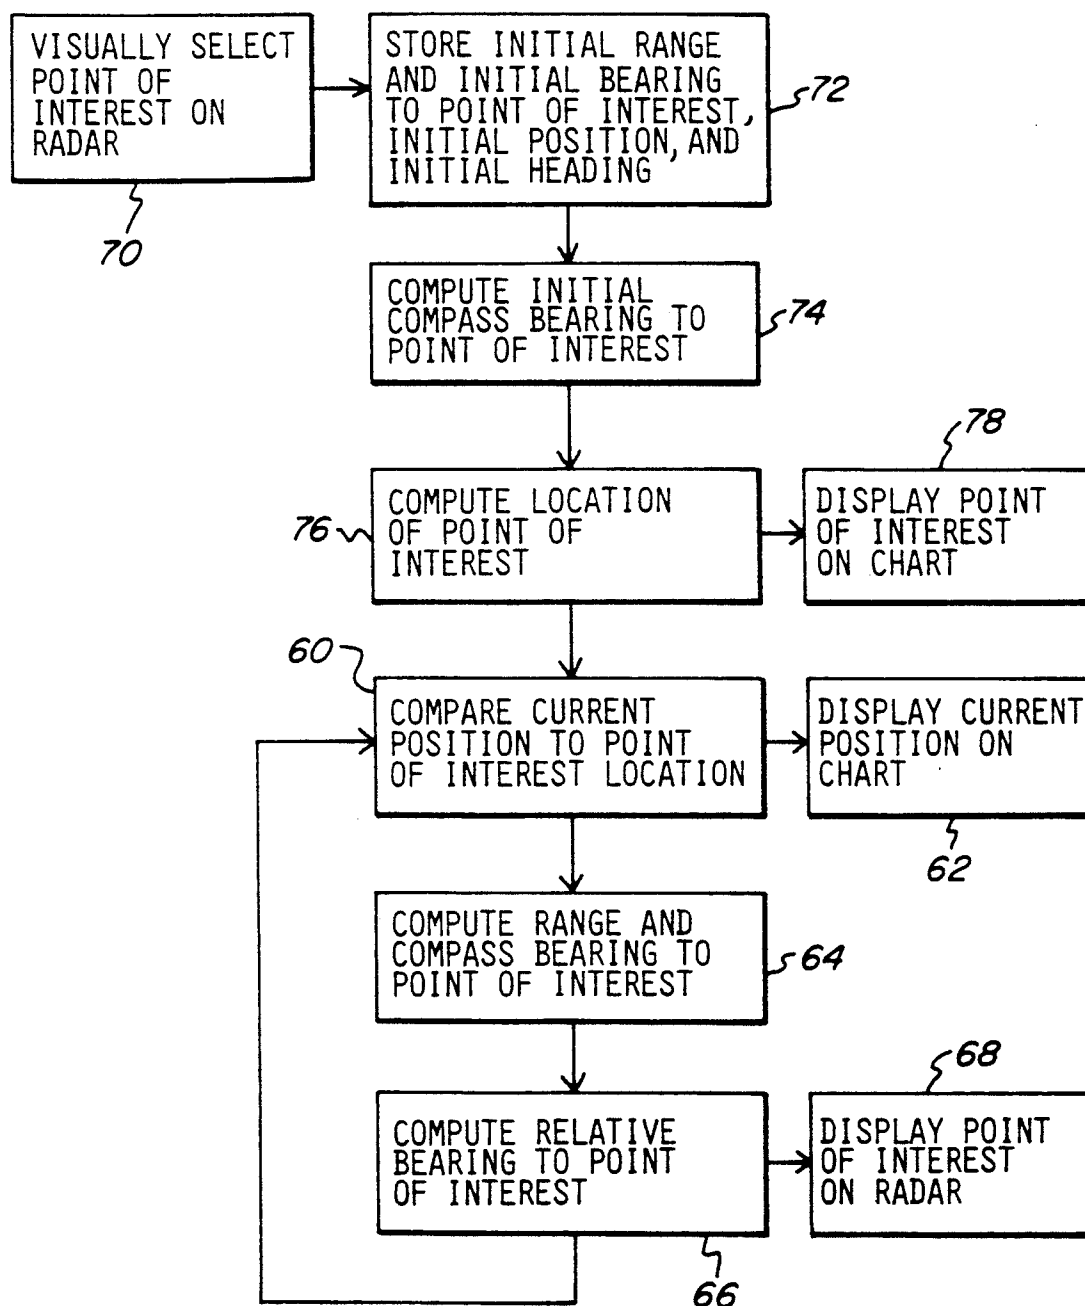 VISUALLY SELECT
POINT OF
INTEREST ON
RADAR
70
STORE INITIAL RANGE
AND INITIAL BEARING
TO POINT OF INTEREST,
INITIAL POSITION, AND
INITIAL HEADING
72
COMPUTE INITIAL
COMPASS BEARING TO
POINT OF INTEREST
74
COMPUTE LOCATION
OF POINT OF
INTEREST
76
DISPLAY POINT
OF INTEREST
ON CHART
78
60
COMPARE CURRENT
POSITION TO POINT
OF INTEREST LOCATION
DISPLAY CURRENT
POSITION ON
CHART
62
COMPUTE RANGE AND
COMPASS BEARING TO
POINT OF INTEREST
64
COMPUTE RELATIVE
BEARING TO POINT
OF INTEREST
66
DISPLAY POINT
OF INTEREST
ON RADAR
68